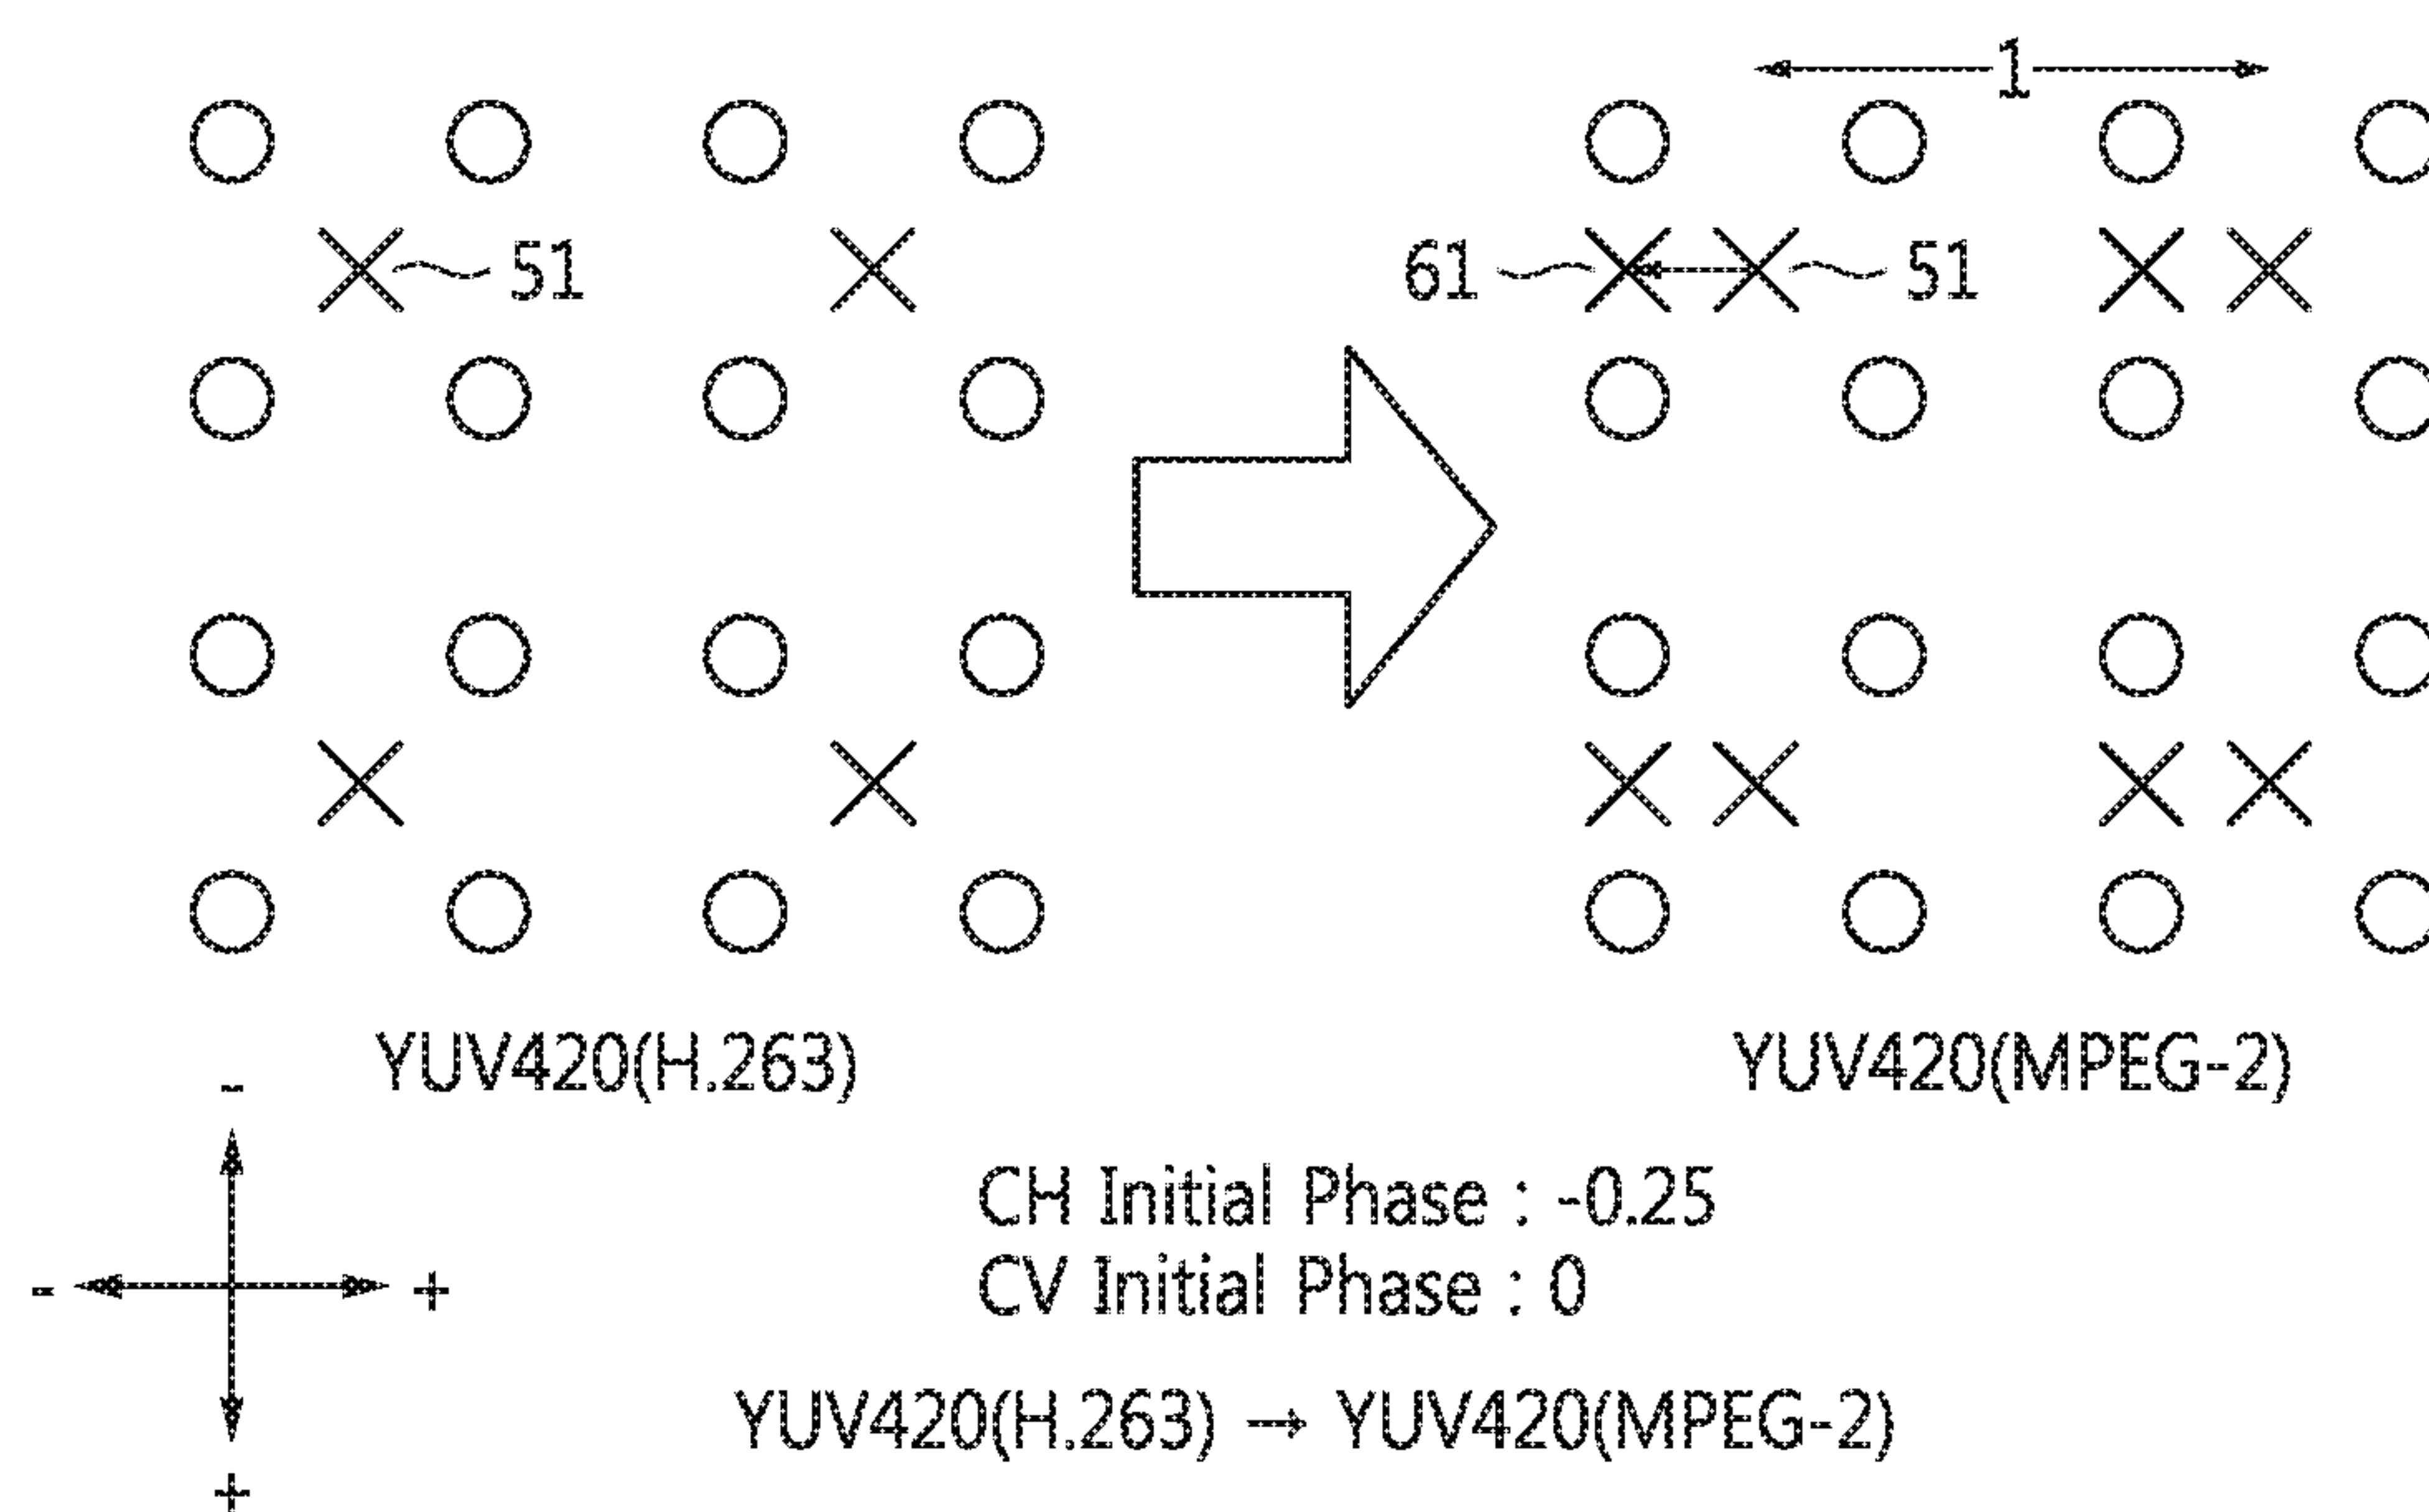 1
51
61
51
YUV420(H.263)
YUV420(MPEG-2)
-
- +
+
CH Initial Phase : -0.25
CV Initial Phase : 0
YUV420(H.263) → YUV420(MPEG-2)